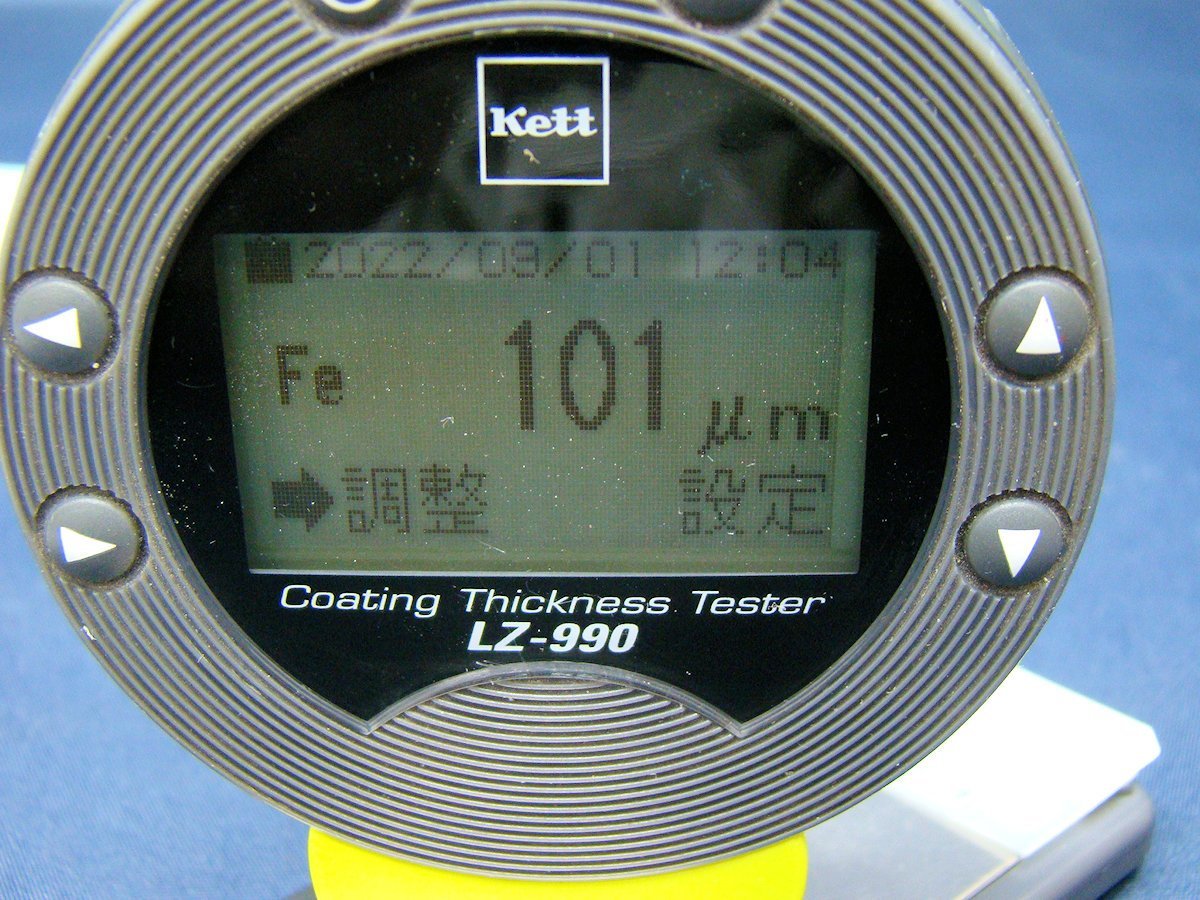 Kett
2022/09/01 12:04
Fe 101 μm
調整 設定
Coating Thickness Tester
LZ-990